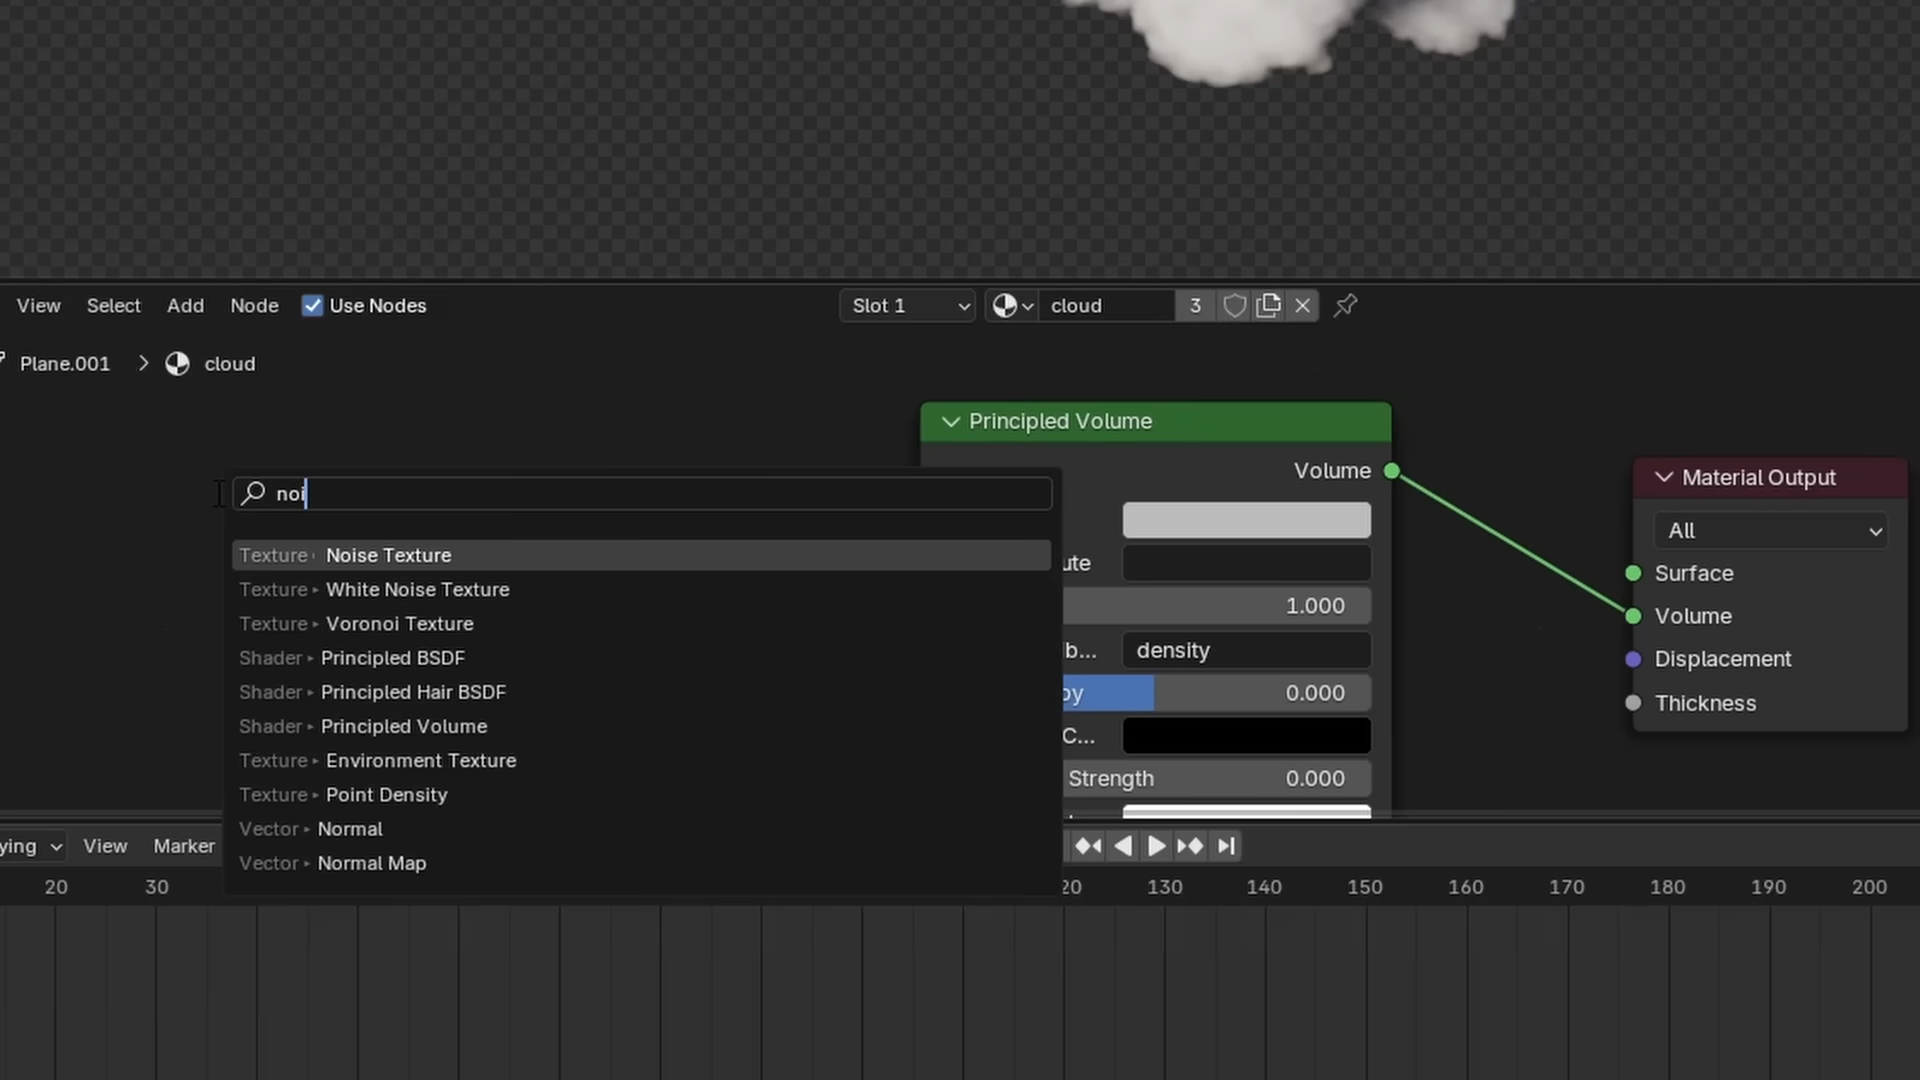 View Select Add Node Use Nodes Slot 1 cloud 3
Plane.001 cloud
Principled Volume
Volume
Material Output
noi
All
Texture Noise Texture
ute
Surface
Texture White Noise Texture
1.000
Volume
Texture Voronoi Texture
b... density
Displacement
Shader Principled BSDF
Shader Principled Hair BSDF
py 0.000
Thickness
Shader Principled Volume
C...
Texture Environment Texture
Strength 0.000
Texture Point Density
Vector Normal
ying View Marker
Vector Normal Map
20 30 20 130 140 150 160 170 180 190 200